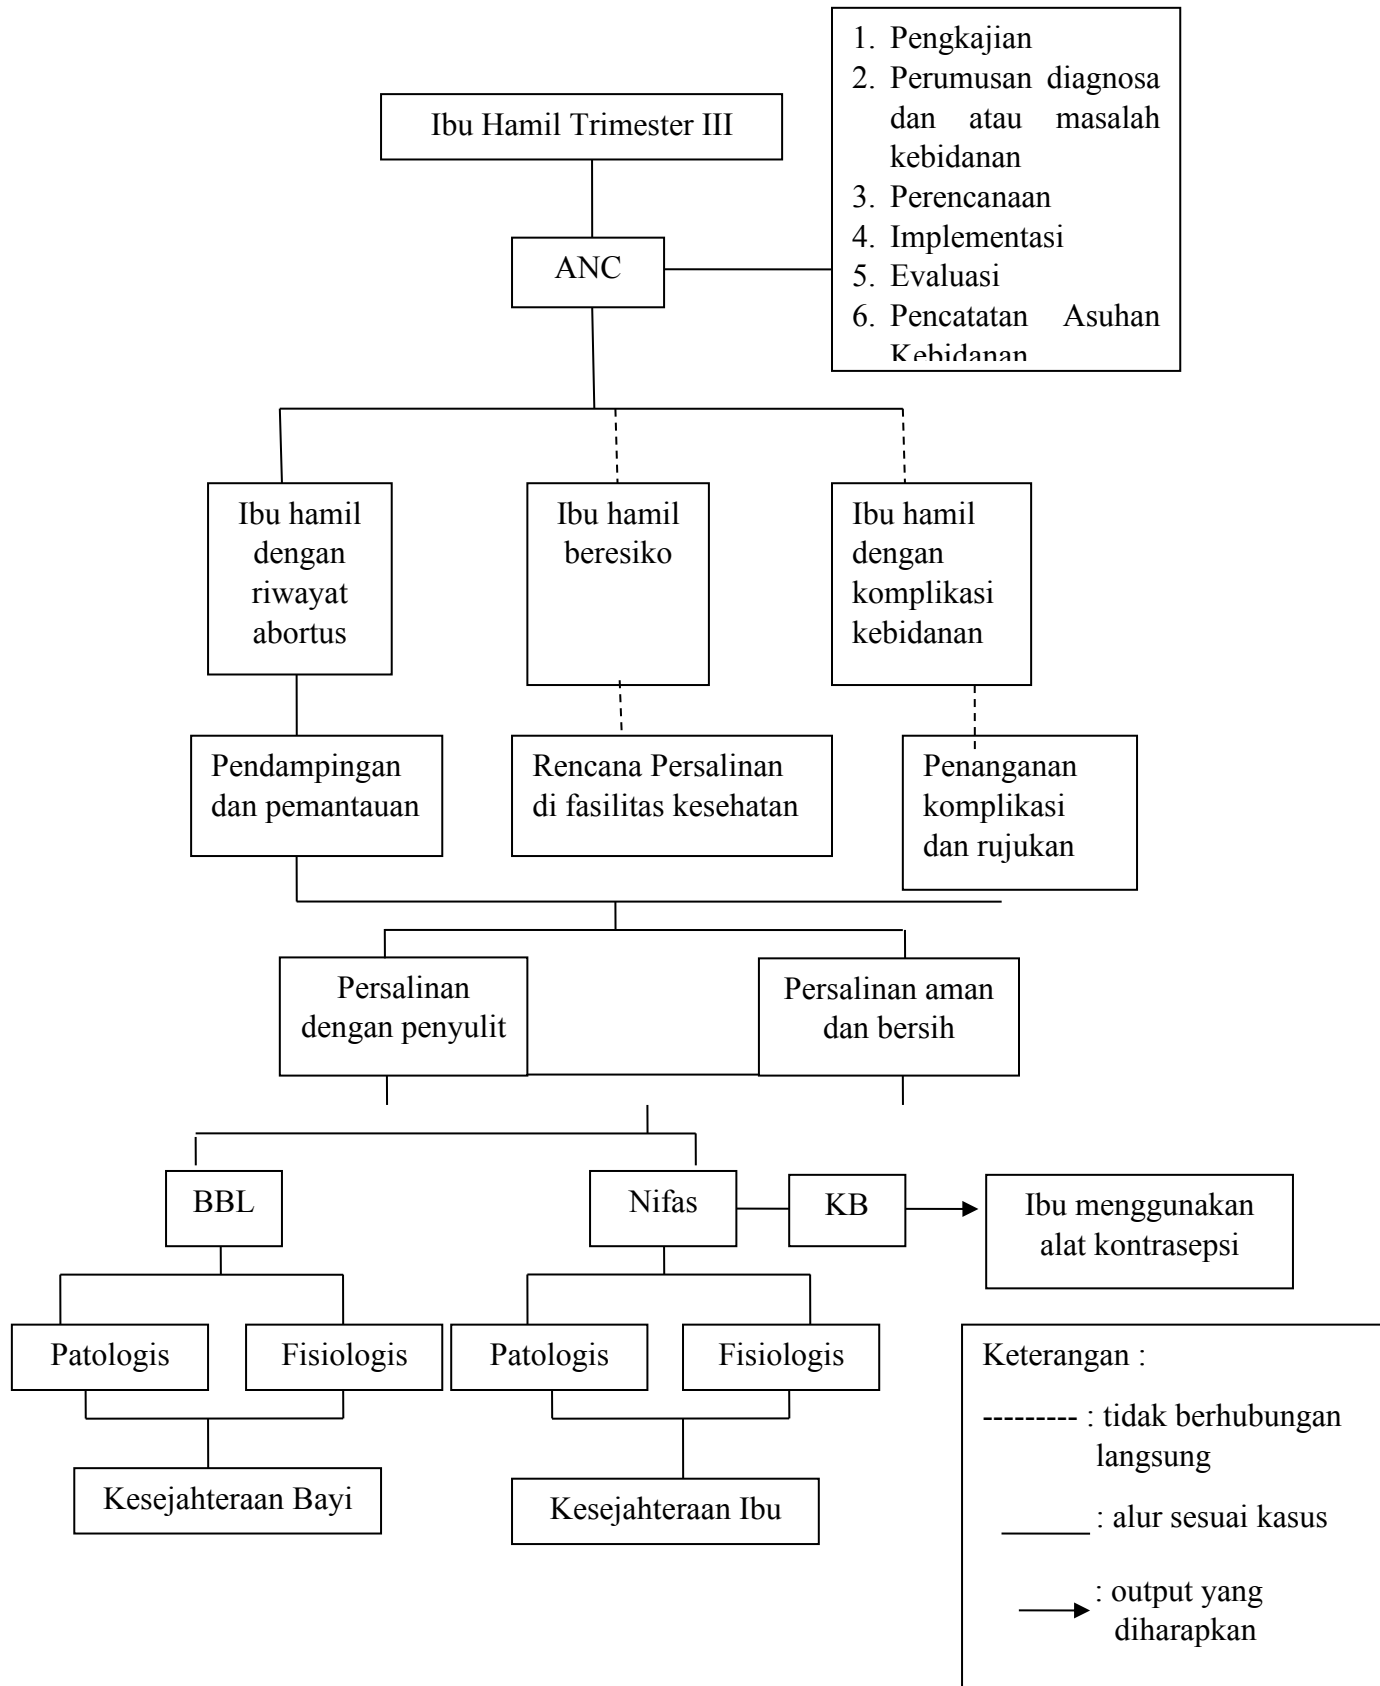 1. Pengkajian
2. Perumusan diagnosa
dan atau masalah
kebidanan
3. Perencanaan
4. Implementasi
5. Evaluasi
6. Pencatatan Asuhan
Kebidanan
Ibu Hamil Trimester III
ANC
Ibu hamil
dengan
riwayat
abortus
Ibu hamil
beresiko
Ibu hamil
dengan
komplikasi
kebidanan
Pendampingan
dan pemantauan
Rencana Persalinan
di fasilitas kesehatan
Penanganan
komplikasi
dan rujukan
Persalinan
dengan penyulit
Persalinan aman
dan bersih
BBL
Nifas
KB
Ibu menggunakan
alat kontrasepsi
Patologis
Fisiologis
Patologis
Fisiologis
Kesejahteraan Bayi
Kesejahteraan Ibu
Keterangan :
--------- : tidak berhubungan
langsung
: alur sesuai kasus
: output yang
diharapkan